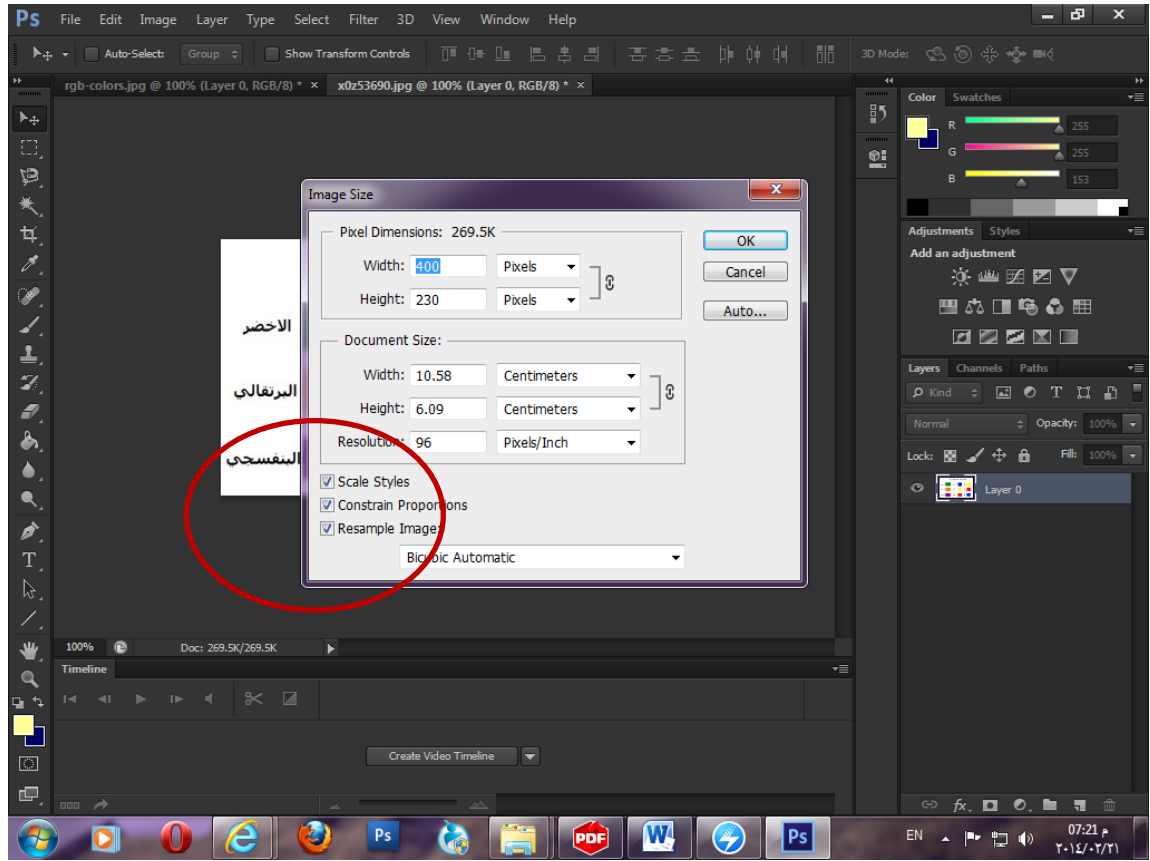 Ps File Edit Image Layer Type Select Filter 3D View Window Help
Auto-Select: Group Show Transform Controls 3D Mode:
rgb-colors.jpg @ 100% (Layer 0, RGB/8) * × x0z53690.jpg @ 100% (Layer 0, RGB/8) * ×
Color Swatches
R 255
G 255
B 153
Adjustments Styles
Add an adjustment
Layers Channels Paths
Kind
Normal Opacity: 100%
Lock: Fill: 100%
Layer 0
الاخضر
البرتقالي
البنفسجي
Image Size
Pixel Dimensions: 269.5K
Width: 400 Pixels
Height: 230 Pixels
Document Size:
Width: 10.58 Centimeters
Height: 6.09 Centimeters
Resolution: 96 Pixels/Inch
Scale Styles
Constrain Proportions
Resample Image:
Bicubic Automatic
OK
Cancel
Auto...
100% Doc: 269.5K/269.5K
Timeline
Create Video Timeline
fx
Ps PDF W Ps EN 07:21 م
٢٠١٤/٠٢/٢١